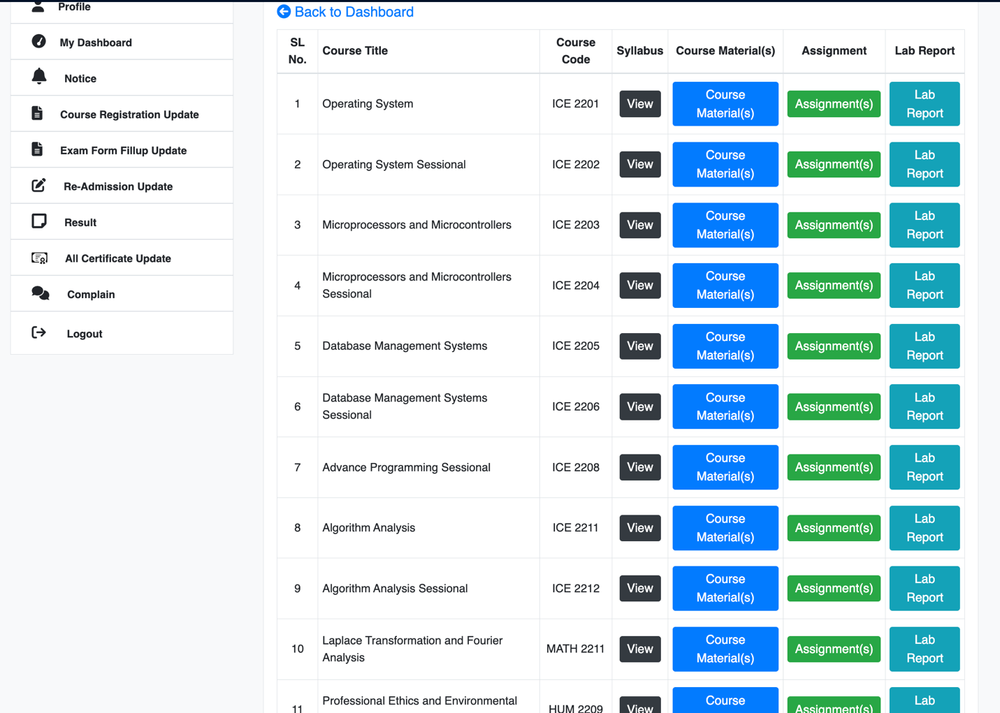 Profile
My Dashboard
Notice
Course Registration Update
Exam Form Fillup Update
Re-Admission Update
Result
All Certificate Update
Complain
Logout
Back to Dashboard
SL No. Course Title Course Code Syllabus Course Material(s) Assignment Lab Report
1 Operating System ICE 2201 View Course Material(s) Assignment(s) Lab Report
2 Operating System Sessional ICE 2202 View Course Material(s) Assignment(s) Lab Report
3 Microprocessors and Microcontrollers ICE 2203 View Course Material(s) Assignment(s) Lab Report
4 Microprocessors and Microcontrollers Sessional ICE 2204 View Course Material(s) Assignment(s) Lab Report
5 Database Management Systems ICE 2205 View Course Material(s) Assignment(s) Lab Report
6 Database Management Systems Sessional ICE 2206 View Course Material(s) Assignment(s) Lab Report
7 Advance Programming Sessional ICE 2208 View Course Material(s) Assignment(s) Lab Report
8 Algorithm Analysis ICE 2211 View Course Material(s) Assignment(s) Lab Report
9 Algorithm Analysis Sessional ICE 2212 View Course Material(s) Assignment(s) Lab Report
10 Laplace Transformation and Fourier Analysis MATH 2211 View Course Material(s) Assignment(s) Lab Report
11 Professional Ethics and Environmental HUM 2209 View Course Assignment(s) Lab